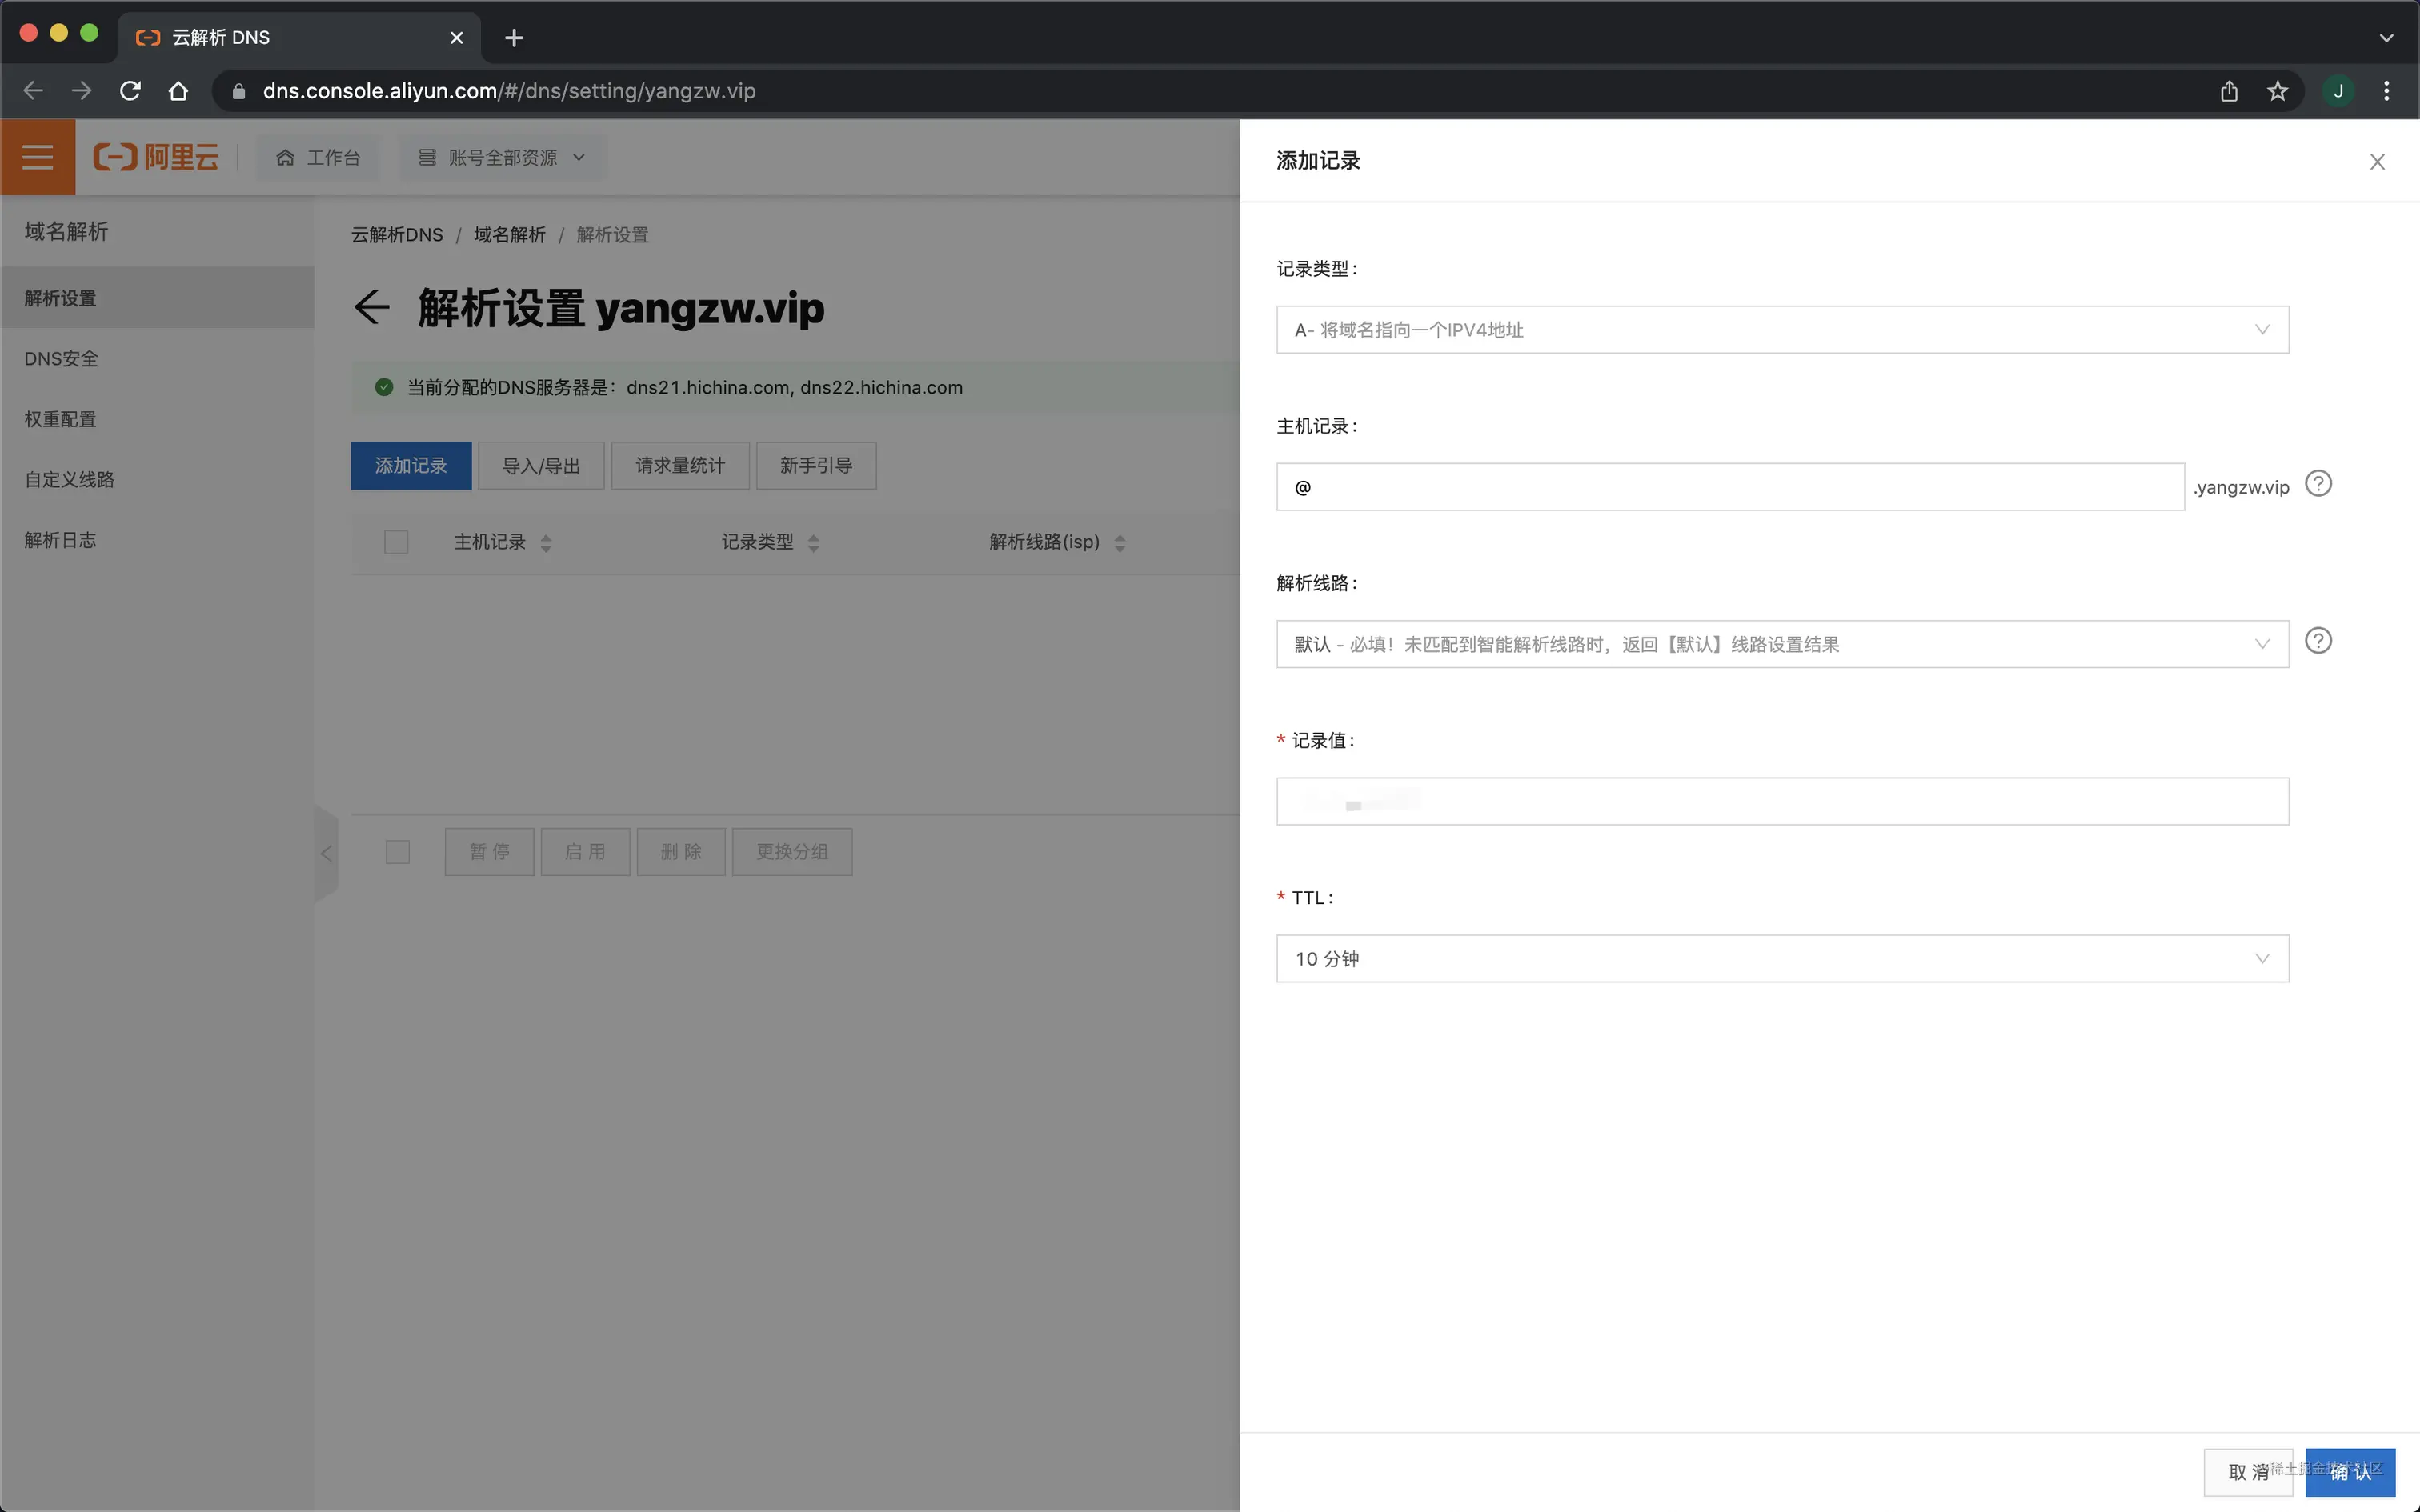 云解析 DNS
dns.console.aliyun.com/#/dns/setting/yangzw.vip
J
阿里云
工作台
账号全部资源
域名解析
解析设置
DNS安全
权重配置
自定义线路
解析日志
云解析DNS / 域名解析 / 解析设置
解析设置 yangzw.vip
当前分配的DNS服务器是：dns21.hichina.com, dns22.hichina.com
添加记录 导入/导出 请求量统计 新手引导
主机记录 记录类型 解析线路(isp)
暂 停 启 用 删 除 更换分组
添加记录
记录类型：
A- 将域名指向一个IPV4地址
主机记录：
@ .yangzw.vip
解析线路：
默认 - 必填！未匹配到智能解析线路时，返回【默认】线路设置结果
* 记录值：
* TTL：
10 分钟
取 消 确 认